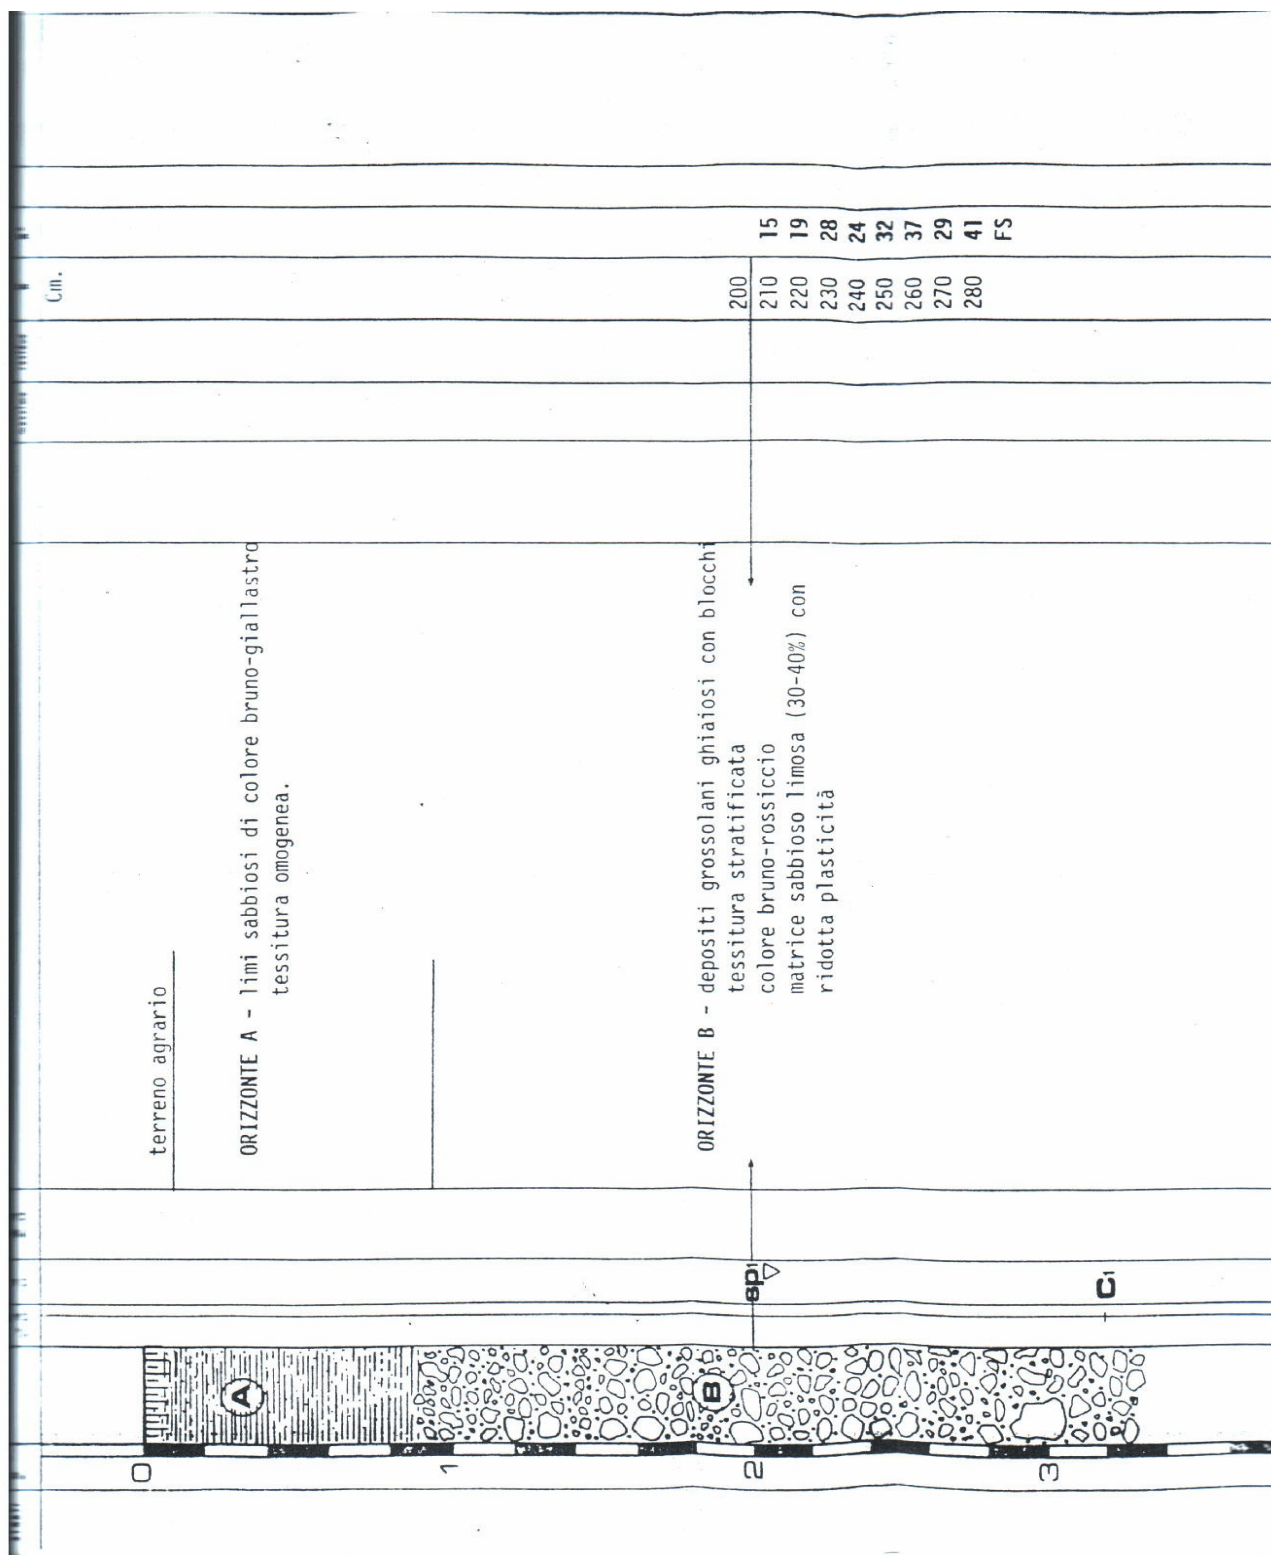 Cm.
0
terreno agrario
A
ORIZZONTE A - limi sabbiosi di colore bruno-giallastro
tessitura omogenea.
1
B
ORIZZONTE B - depositi grossolani ghiaiosi con blocchi
tessitura stratificata
colore bruno-rossiccio
matrice sabbioso limosa (30-40%) con
ridotta plasticità
2
sp1
200
210 15
220 19
230 28
240 24
250 32
260 37
270 29
280 41
FS
3
C1